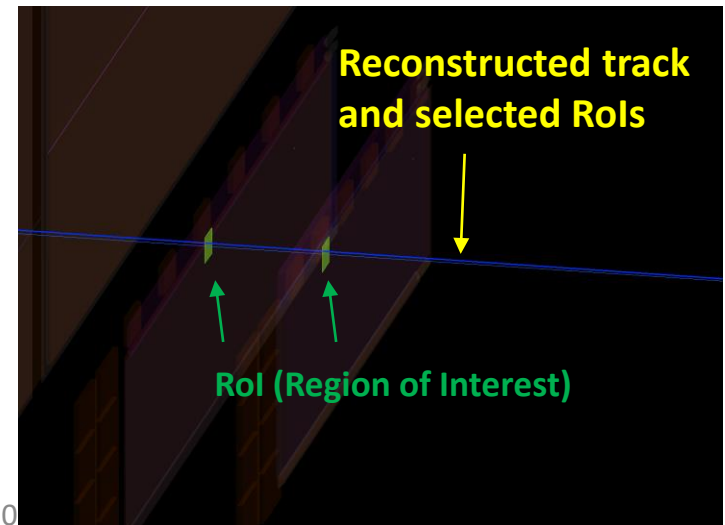 Reconstructed track
and selected RoIs
RoI (Region of Interest)
0